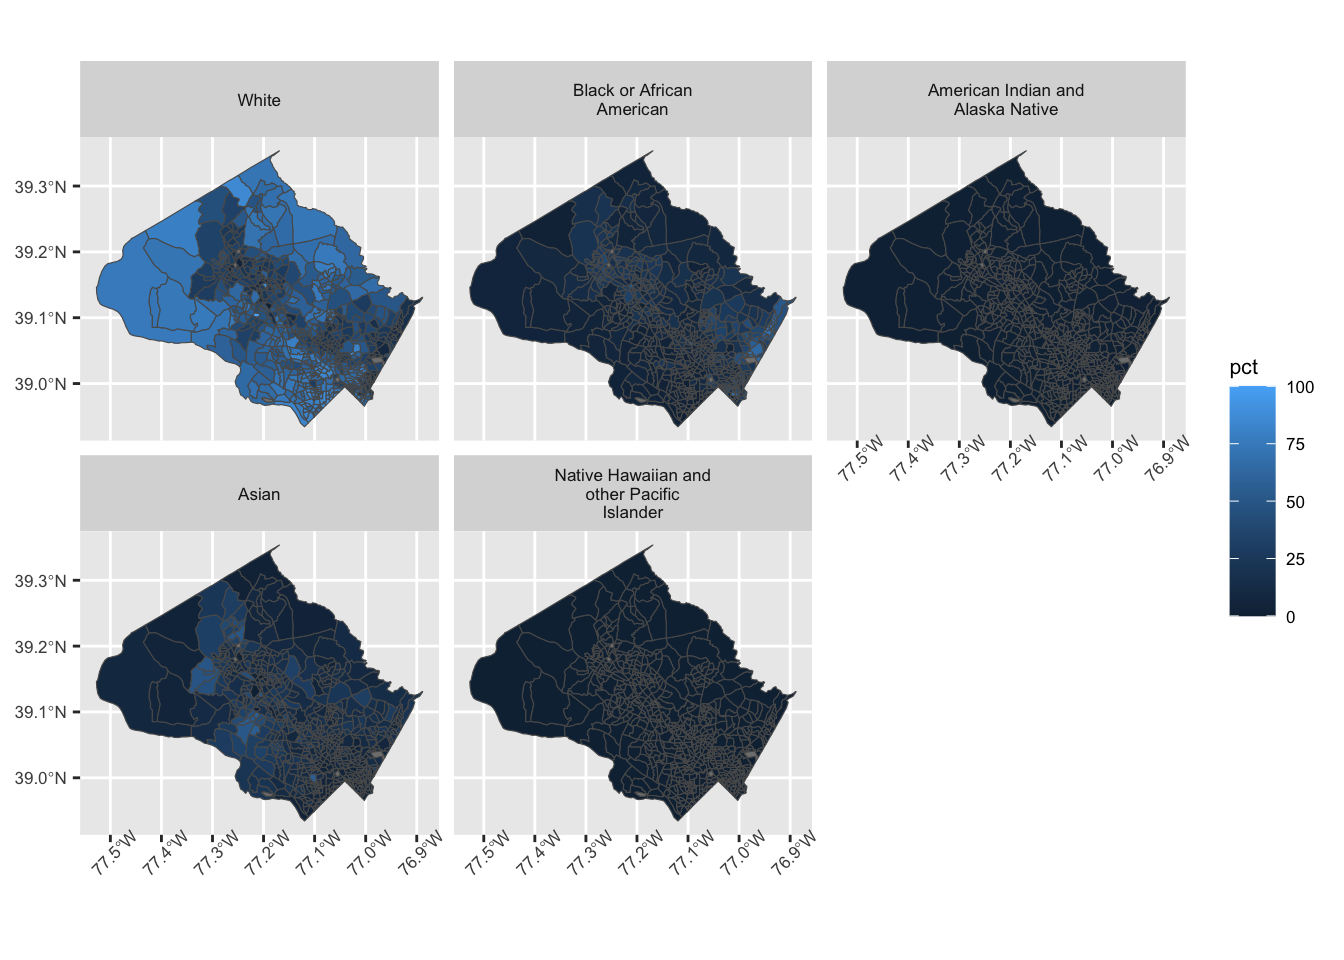 White
Black or African
American
American Indian and
Alaska Native
39.3°N
39.2°N
39.1°N
39.0°N
77.5°W
77.4°W
77.3°W
77.2°W
77.1°W
77.0°W
76.9°W
pct
100
75
50
25
0
Asian
Native Hawaiian and
other Pacific
Islander
39.3°N
39.2°N
39.1°N
39.0°N
77.5°W
77.4°W
77.3°W
77.2°W
77.1°W
77.0°W
76.9°W
77.5°W
77.4°W
77.3°W
77.2°W
77.1°W
77.0°W
76.9°W